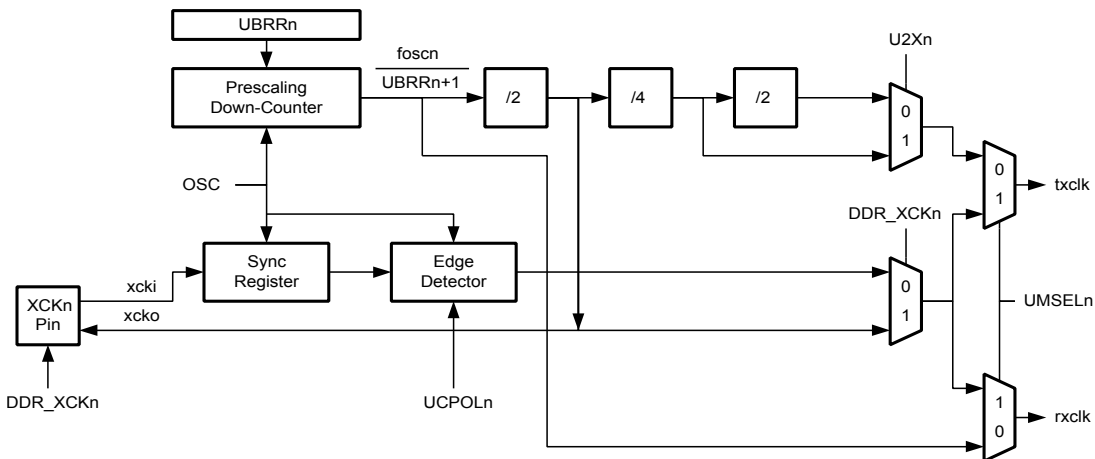 UBRRn
foscn
UBRRn+1
U2Xn
Prescaling
Down-Counter
/2
/4
/2
0
1
OSC
0
1
txclk
DDR_XCKn
Sync
Register
Edge
Detector
xcki
XCKn
Pin
xcko
0
1
UMSELn
DDR_XCKn
UCPOLn
1
0
rxclk